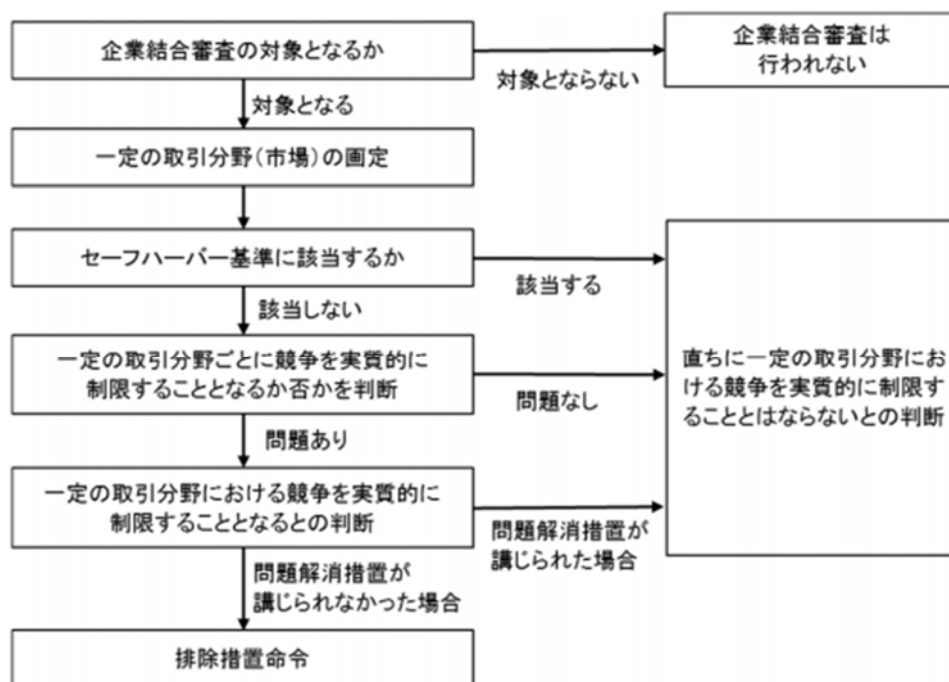 企業結合審査の対象となるか
対象とならない
企業結合審査は
行われない
対象となる
一定の取引分野(市場)の画定
セーフハーバー基準に該当するか
該当する
該当しない
一定の取引分野ごとに競争を実質的に
制限することとなるか否かを判断
問題なし
直ちに一定の取引分野にお
ける競争を実質的に制限す
ることとはならないとの判断
問題あり
一定の取引分野における競争を実質的に
制限することとなるとの判断
問題解消措置が
講じられた場合
問題解消措置が
講じられなかった場合
排除措置命令